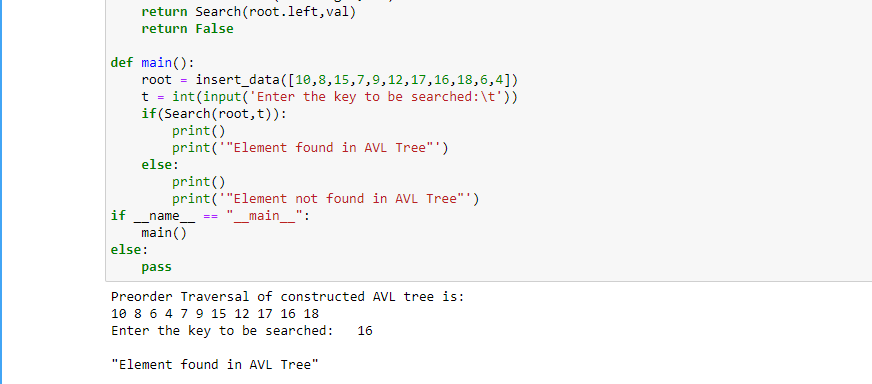 return Search(root.left,val)
return False
def main():
root = insert_data([10,8,15,7,9,12,17,16,18,6,4])
t = int(input('Enter the key to be searched:\t'))
if(Search(root,t)):
print()
print('"Element found in AVL Tree"')
else:
print()
print('"Element not found in AVL Tree"')
if __name__ == "__main__":
main()
else:
pass
Preorder Traversal of constructed AVL tree is:
10 8 6 4 7 9 15 12 17 16 18
Enter the key to be searched: 16
"Element found in AVL Tree"